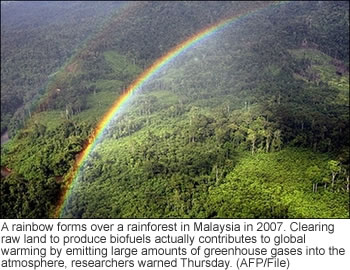 A rainbow forms over a rainforest in Malaysia in 2007. Clearing
raw land to produce biofuels actually contributes to global
warming by emitting large amounts of greenhouse gases into the
atmosphere, researchers warned Thursday. (AFP/File)